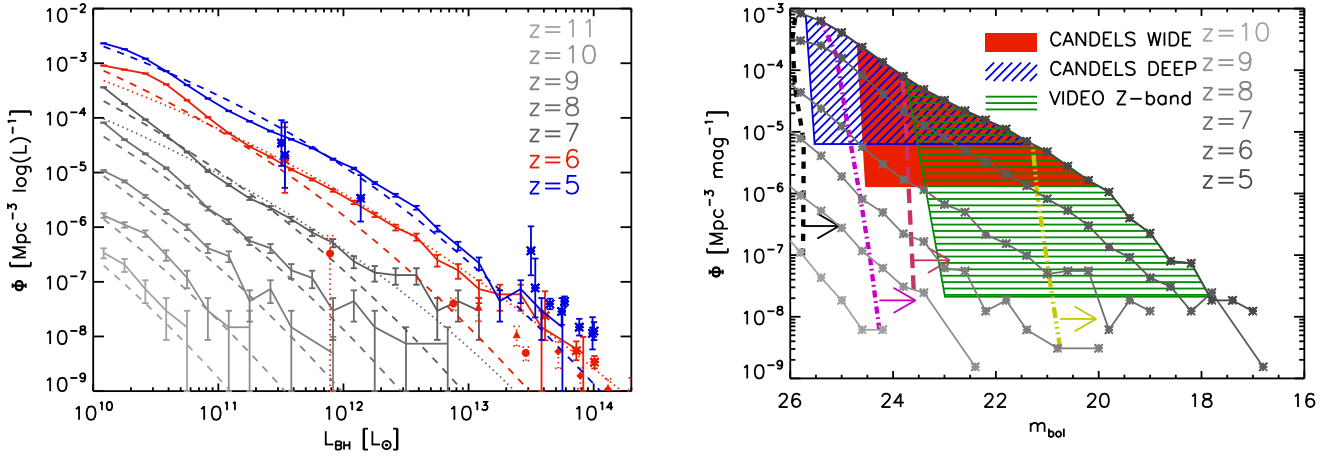 10⁻²
10⁻³
10⁻⁴
10⁻⁵
10⁻⁶
10⁻⁷
10⁻⁸
10⁻⁹
Φ [Mpc⁻³ log(L)⁻¹]
z=11
z=10
z=9
z=8
z=7
z=6
z=5
10¹⁰
10¹¹
10¹²
10¹³
10¹⁴
L_BH [L_⊙]
10⁻³
10⁻⁴
10⁻⁵
10⁻⁶
10⁻⁷
10⁻⁸
10⁻⁹
Φ [Mpc⁻³ mag⁻¹]
CANDELS WIDE
CANDELS DEEP
VIDEO Z-band
z=10
z=9
z=8
z=7
z=6
z=5
26
24
22
20
18
16
m_bol